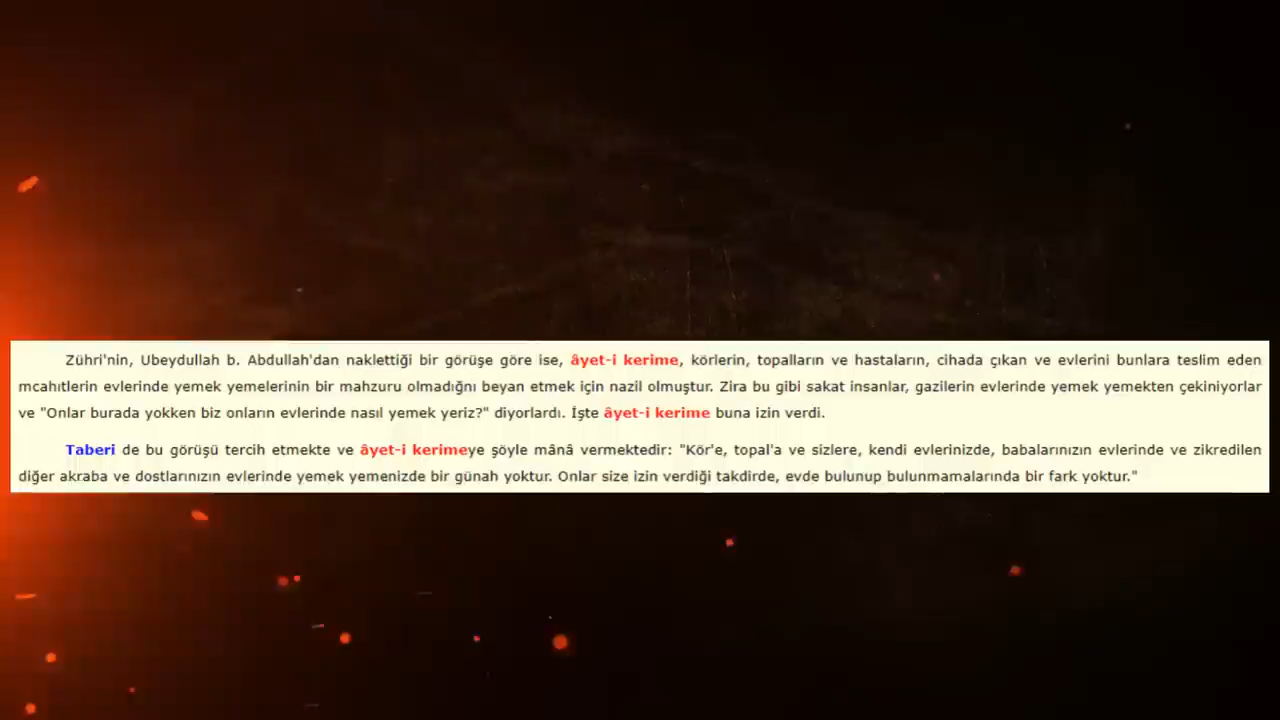 Zühri'nin, Ubeydullah b. Abdullah'dan naklettiği bir görüşe göre ise, âyet-i kerime, körlerin, topalların ve hastaların, cihada çıkan ve evlerini bunlara teslim eden
mcahıtlerin evlerinde yemek yemelerinin bir mahzuru olmadığnı beyan etmek için nazil olmuştur. Zira bu gibi sakat insanlar, gazilerin evlerinde yemek yemekten çekiniyorlar
ve "Onlar burada yokken biz onların evlerinde nasıl yemek yeriz?" diyorlardı. İşte âyet-i kerime buna izin verdi.
Taberi de bu görüşü tercih etmekte ve âyet-i kerimeye şöyle mânâ vermektedir: "Kör'e, topal'a ve sizlere, kendi evlerinizde, babalarınızın evlerinde ve zikredilen
diğer akraba ve dostlarınızın evlerinde yemek yemenizde bir günah yoktur. Onlar size izin verdiği takdirde, evde bulunup bulunmamalarında bir fark yoktur."